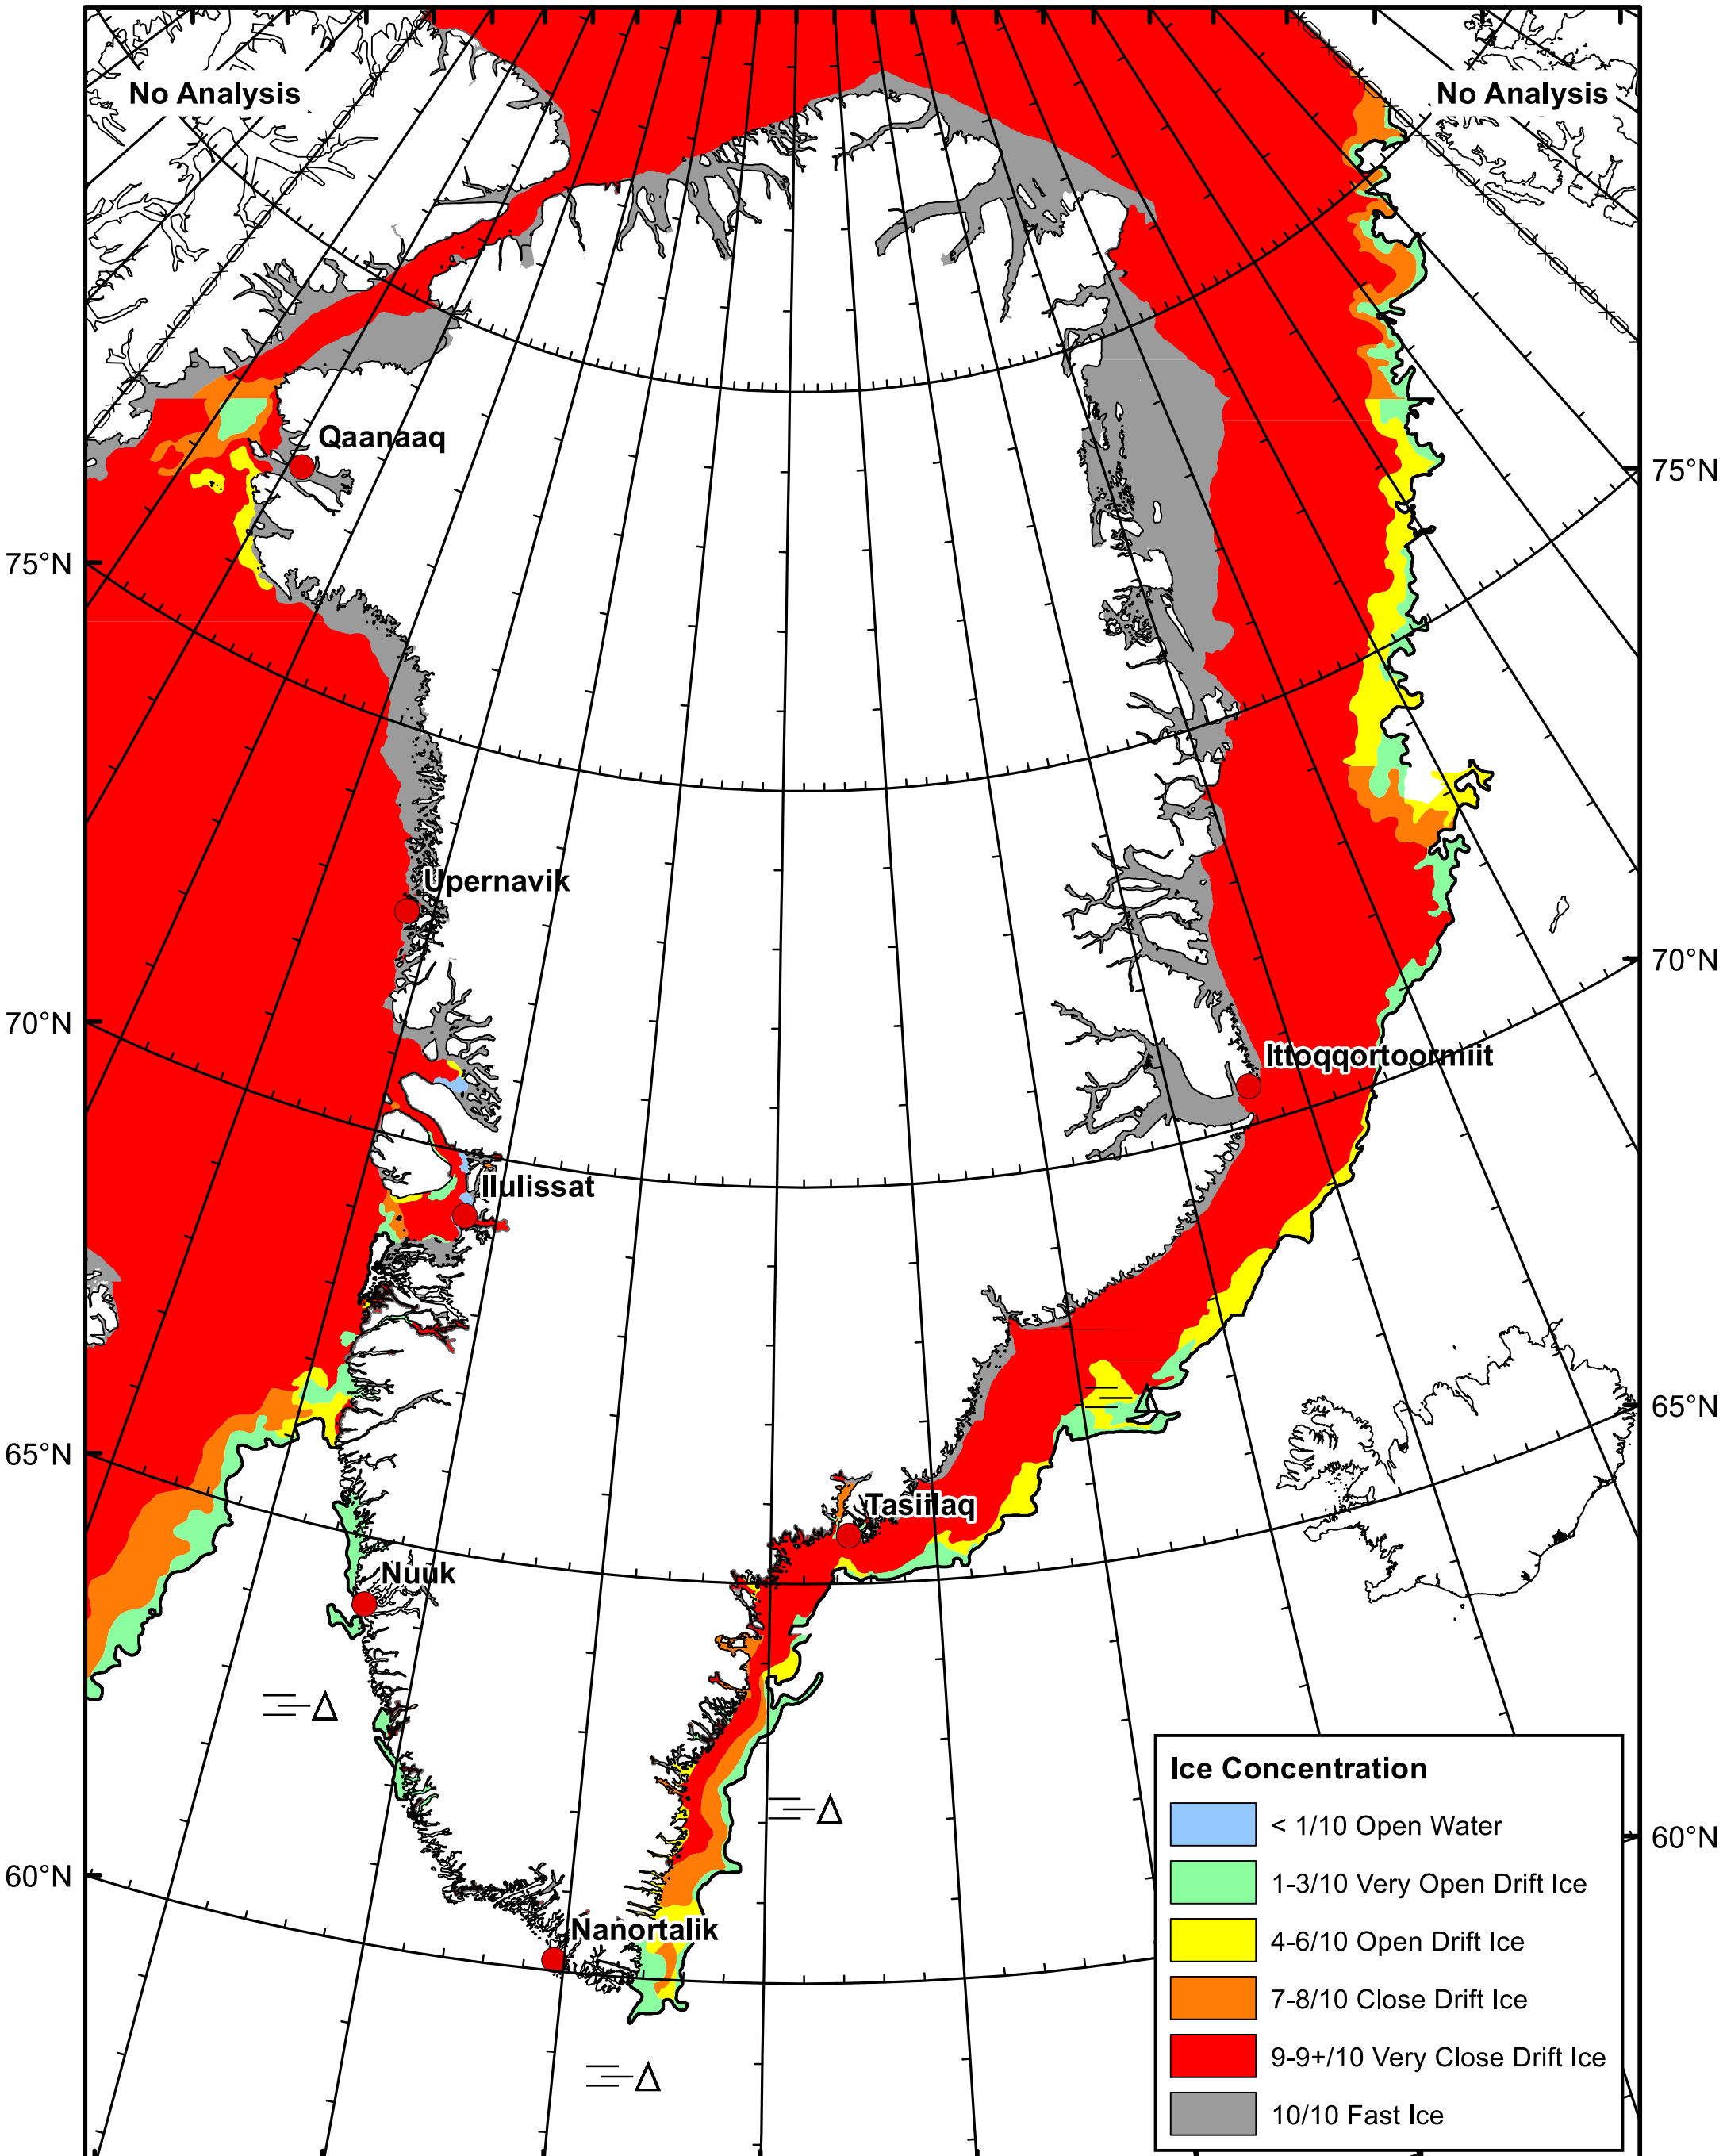 No Analysis
No Analysis
Qaanaaq
75°N
75°N
Upernavik
70°N
70°N
Ittoqqortoormiit
Ilulissat
65°N
65°N
Tasiilaq
Nuuk
Ice Concentration
< 1/10 Open Water
60°N
60°N
1-3/10 Very Open Drift Ice
Nanortalik
4-6/10 Open Drift Ice
7-8/10 Close Drift Ice
9-9+/10 Very Close Drift Ice
10/10 Fast Ice